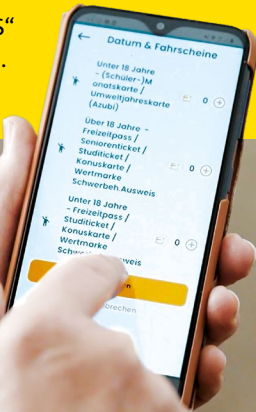 S“
.
Datum & Fahrscheine
Unter 18 Jahre
- (Schüler-)M
onatskarte /
Umweltjahreskarte
(Azubi)
0
Über 18 Jahre -
Freizeitpass /
Seniorenticket /
Studiticket /
Konuskarte /
Wertmarke
Schwerbeh.Ausweis
0
Unter 18 Jahre
- Freizeitpass /
Studiticket /
Konuskarte /
Wertmarke
0